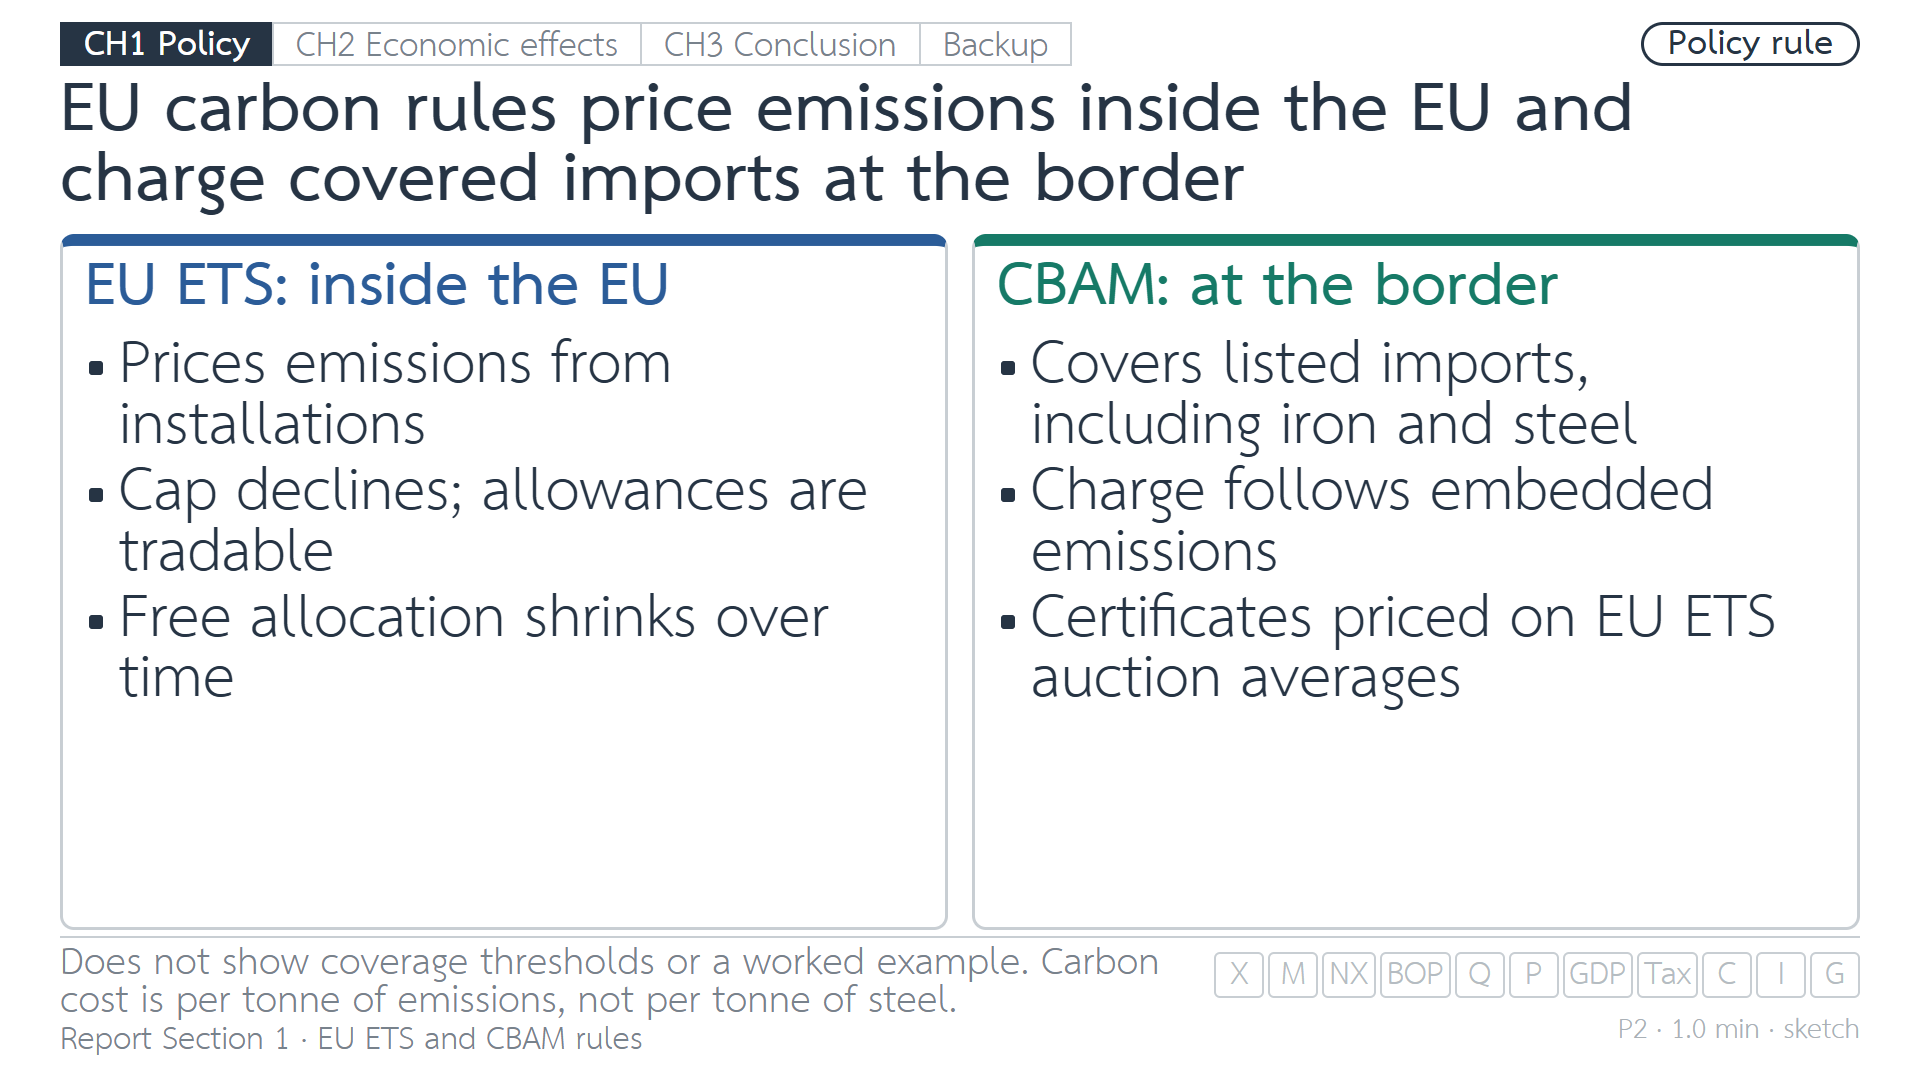 CH1 Policy CH2 Economic effects CH3 Conclusion Backup Policy rule
EU carbon rules price emissions inside the EU and
charge covered imports at the border
EU ETS: inside the EU
▪ Prices emissions from
installations
▪ Cap declines; allowances are
tradable
▪ Free allocation shrinks over
time
CBAM: at the border
▪ Covers listed imports,
including iron and steel
▪ Charge follows embedded
emissions
▪ Certificates priced on EU ETS
auction averages
Does not show coverage thresholds or a worked example. Carbon
cost is per tonne of emissions, not per tonne of steel.
Report Section 1 · EU ETS and CBAM rules
X M NX BOP Q P GDP Tax C I G
P2 · 1.0 min · sketch